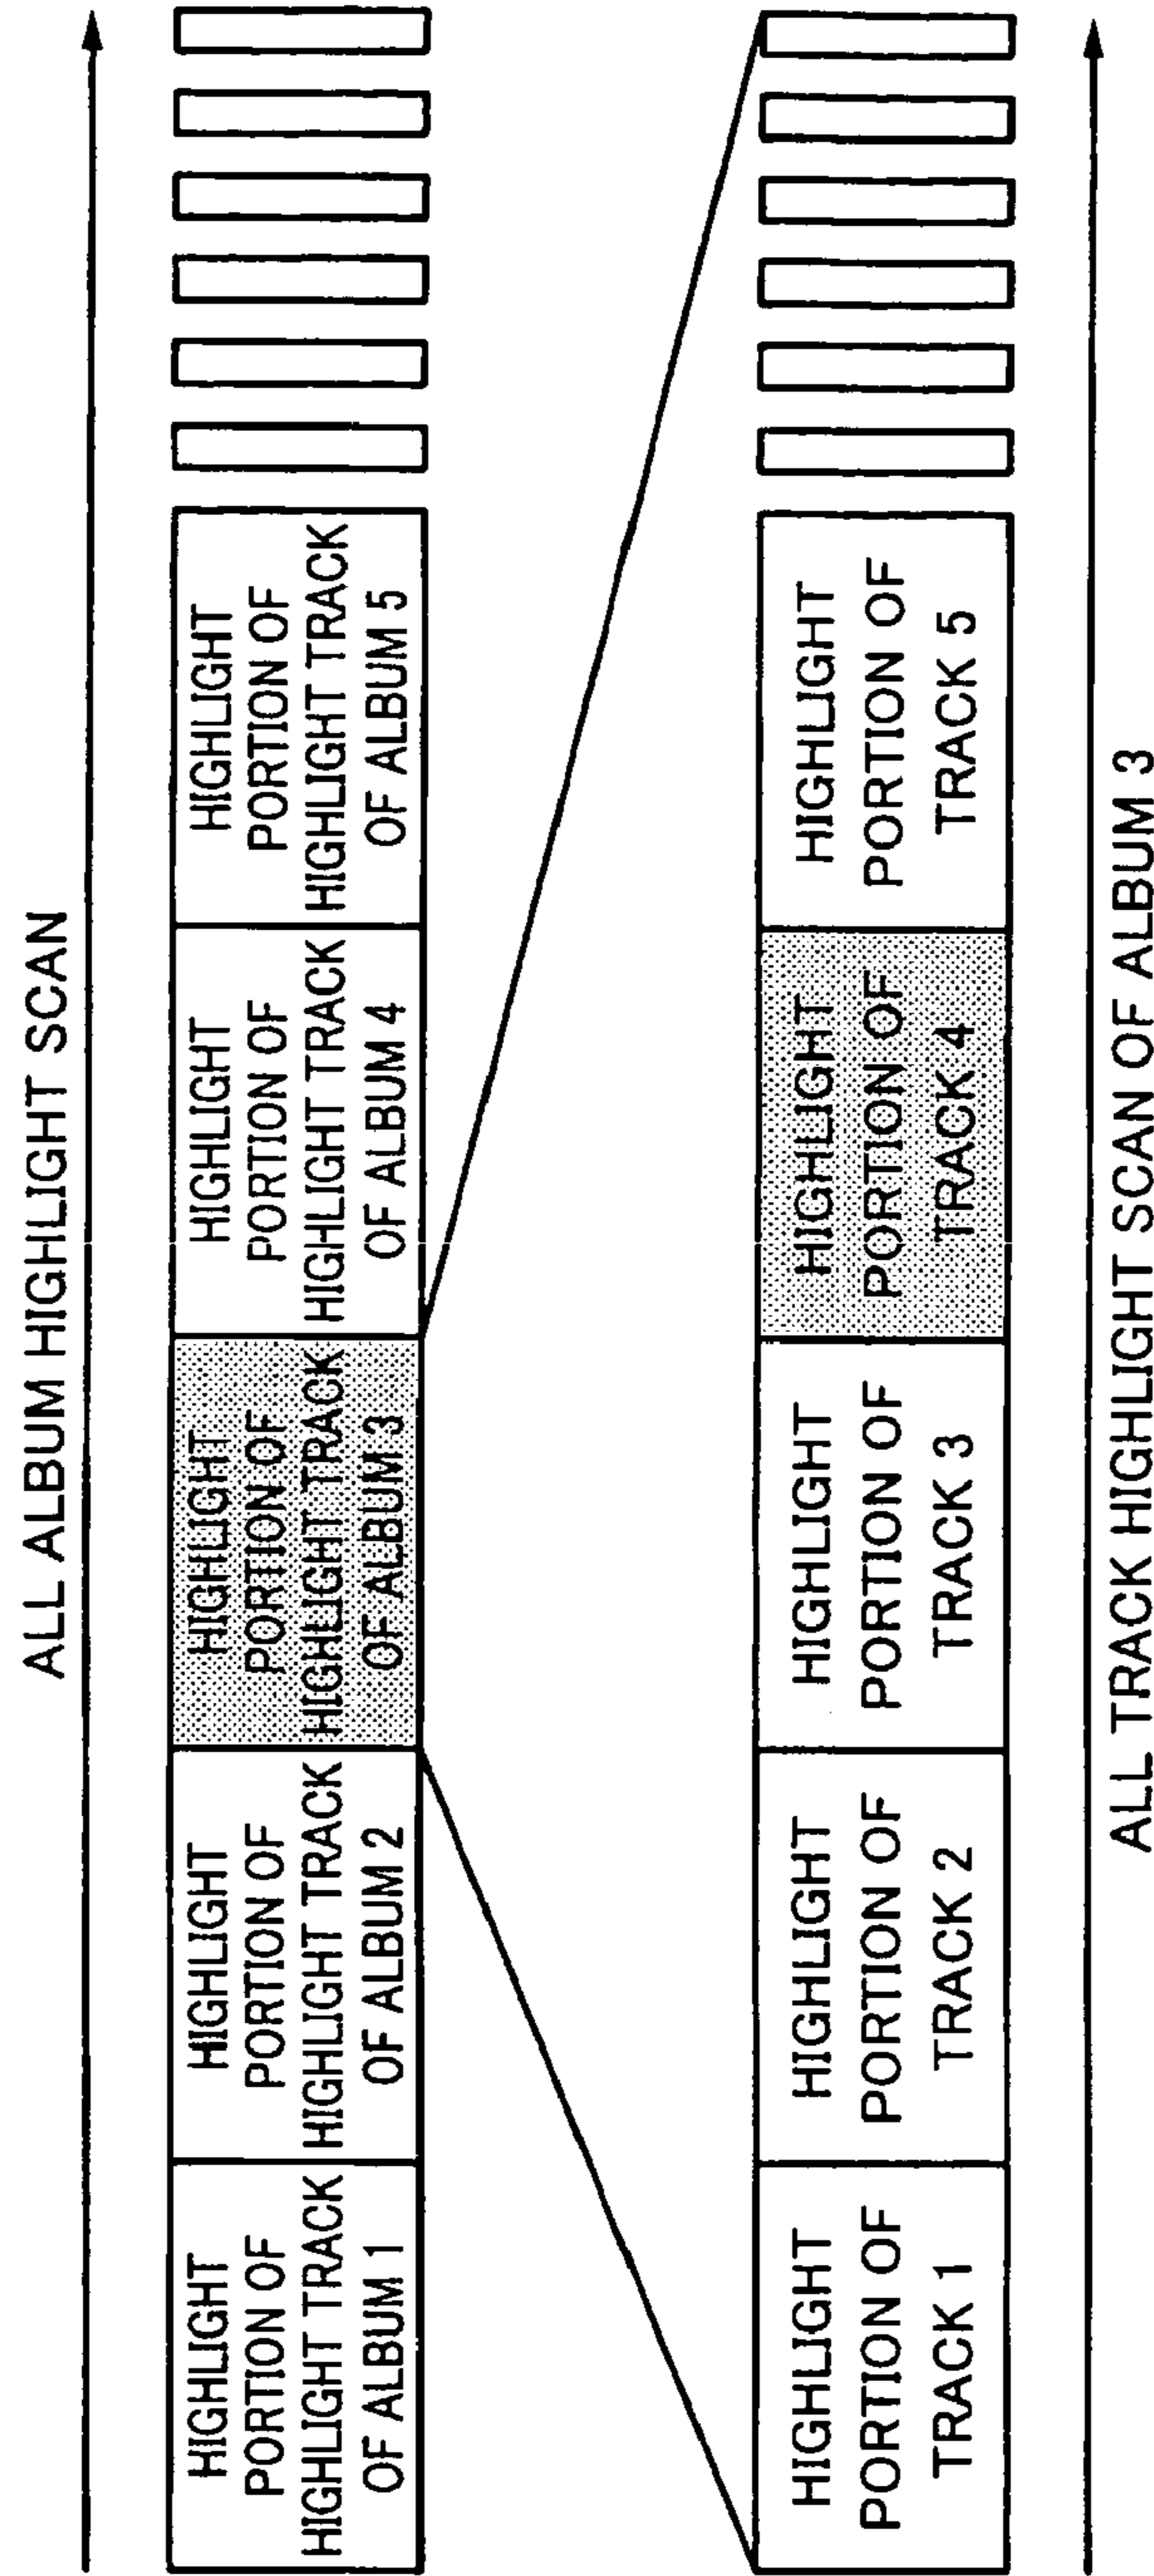 ALL ALBUM HIGHLIGHT SCAN
HIGHLIGHT
PORTION OF
HIGHLIGHT TRACK
OF ALBUM 1
HIGHLIGHT
PORTION OF
HIGHLIGHT TRACK
OF ALBUM 2
HIGHLIGHT
PORTION OF
HIGHLIGHT TRACK
OF ALBUM 3
HIGHLIGHT
PORTION OF
HIGHLIGHT TRACK
OF ALBUM 4
HIGHLIGHT
PORTION OF
HIGHLIGHT TRACK
OF ALBUM 5
HIGHLIGHT
PORTION OF
TRACK 1
HIGHLIGHT
PORTION OF
TRACK 2
HIGHLIGHT
PORTION OF
TRACK 3
HIGHLIGHT
PORTION OF
TRACK 4
HIGHLIGHT
PORTION OF
TRACK 5
ALL TRACK HIGHLIGHT SCAN OF ALBUM 3